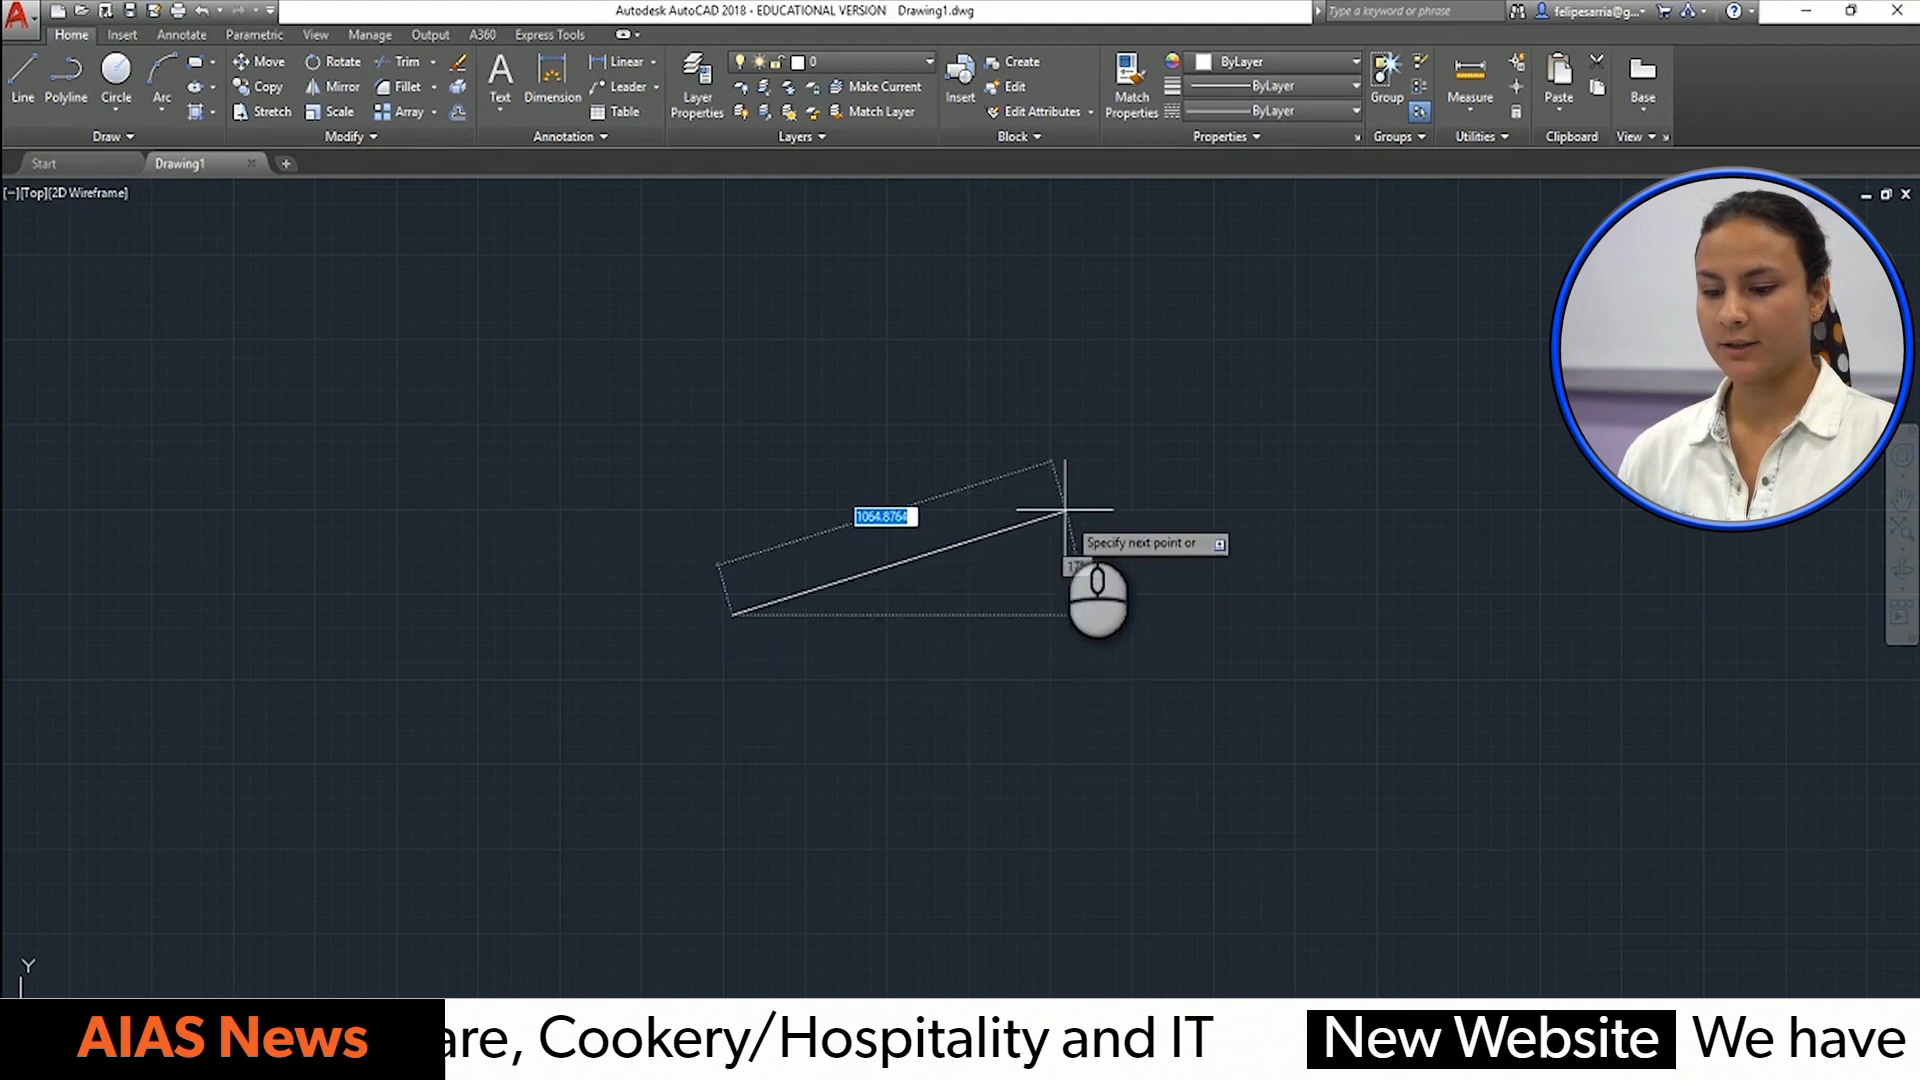 Autodesk AutoCAD 2018 - EDUCATIONAL VERSION Drawing1.dwg
Type a keyword or phrase
felipesarria@g...
Home Insert Annotate Parametric View Manage Output A360 Express Tools
Line Polyline Circle Arc
Draw
Move Rotate Trim
Copy Mirror Fillet
Stretch Scale Array
Modify
Text Dimension
Linear
Leader
Table
Annotation
Layer Properties
0
Make Current
Match Layer
Layers
Insert
Create
Edit
Edit Attributes
Block
Match Properties
ByLayer
ByLayer
ByLayer
Properties
Group
Groups
Measure
Utilities
Paste
Clipboard
Base
View
Start Drawing1
[−][Top][2D Wireframe]
1064.8764
Specify next point or
Y
AIAS News are, Cookery/Hospitality and IT New Website We have